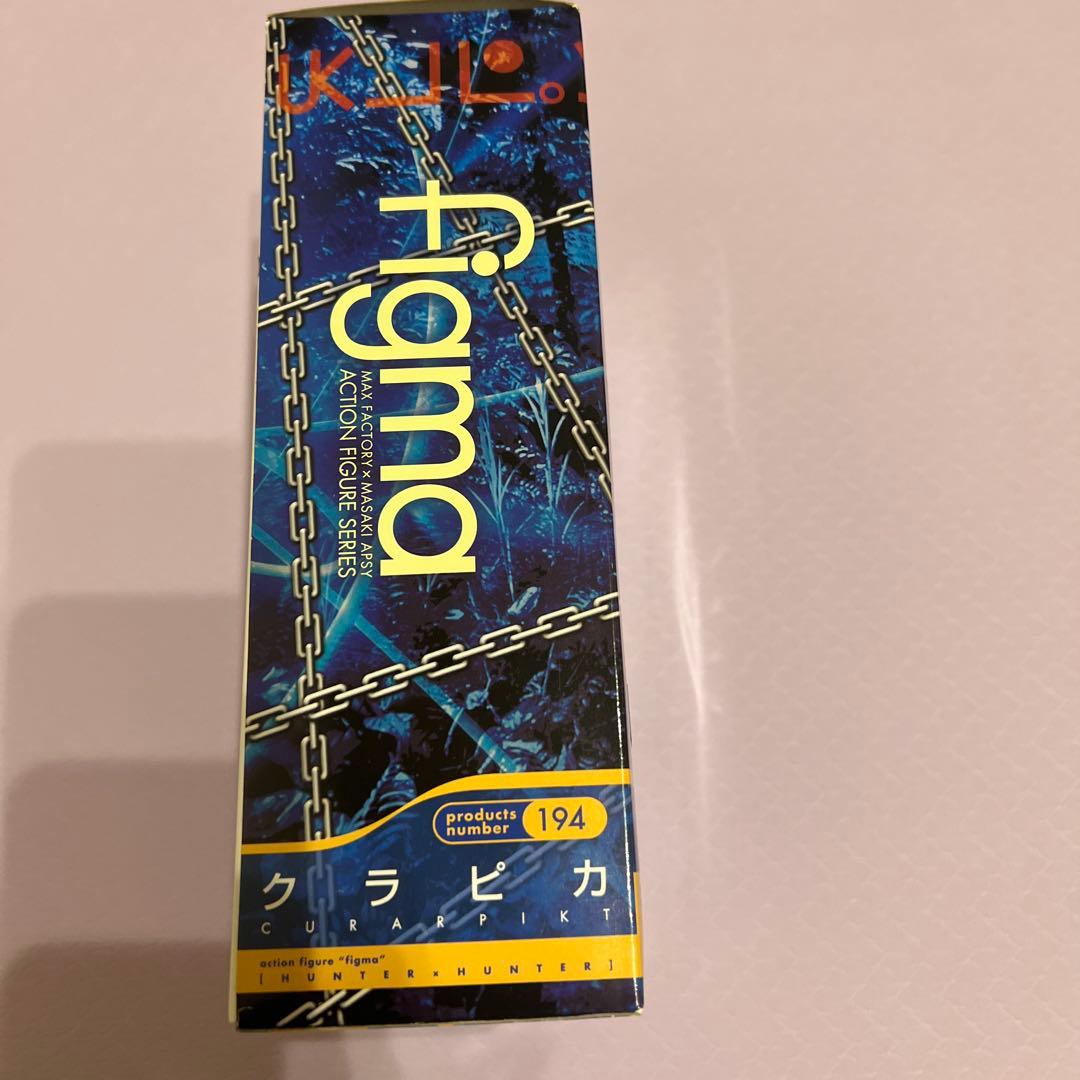 figma
MAX FACTORY × MASAKI APSY
ACTION FIGURE SERIES
products number 194
クラピカ
CURARPIKT
action figure "figma"
[HUNTER × HUNTER]